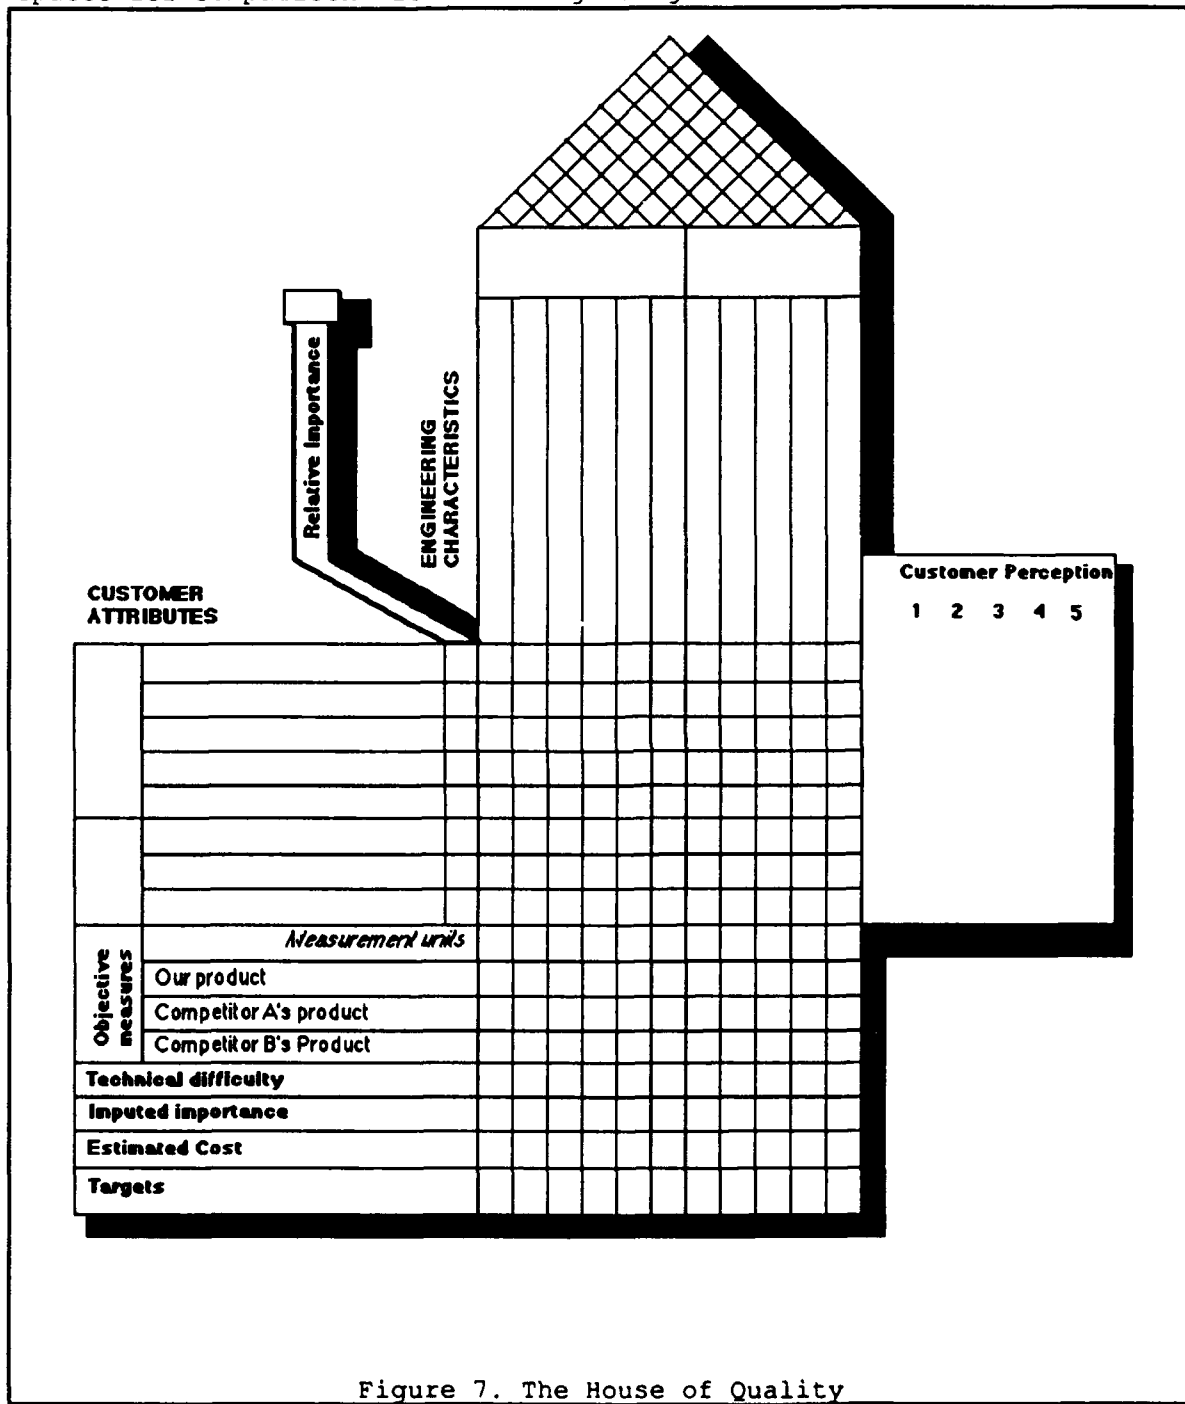 Relative Importance
ENGINEERING
CHARACTERISTICS
CUSTOMER
ATTRIBUTES
Customer Perception
1 2 3 4 5
Measurement units
Objective
measures
Our product
Competitor A's product
Competitor B's Product
Technical difficulty
Imputed importance
Estimated Cost
Targets
Figure 7. The House of Quality